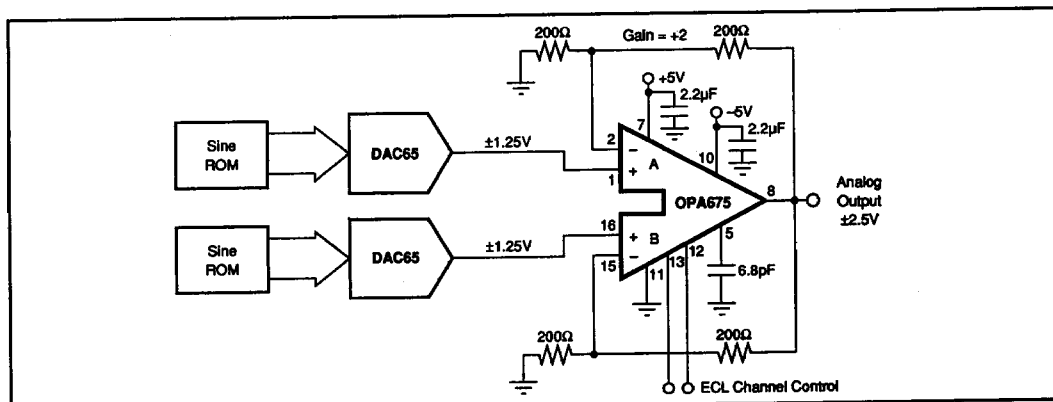 200Ω
Gain = +2
200Ω
+5V
2.2µF
–5V
2.2µF
7
10
Sine
ROM
DAC65
±1.25V
2
–
A
+
1
OPA675
8
Analog
Output
±2.5V
Sine
ROM
DAC65
±1.25V
16
+
B
–
15
11
13
12
5
6.8pF
200Ω
200Ω
ECL Channel Control